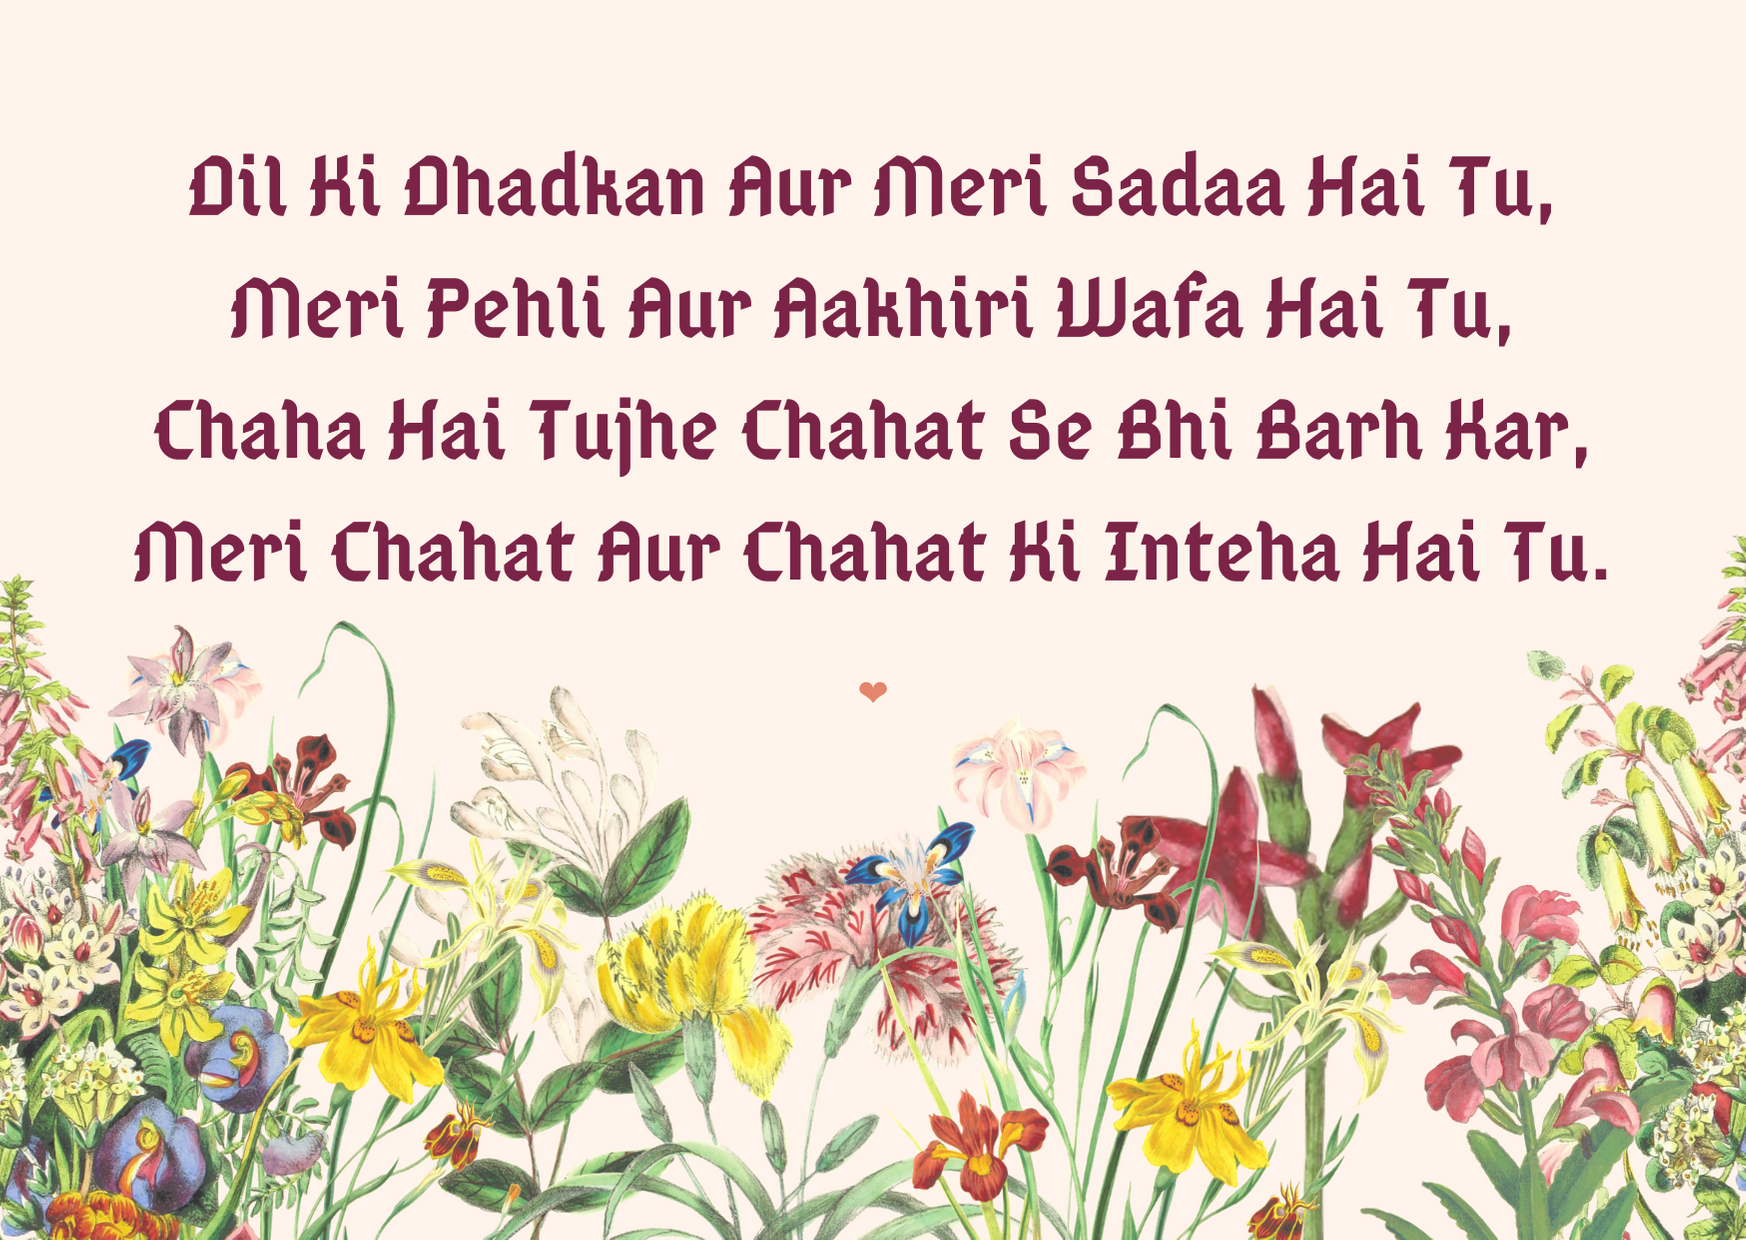 Dil Ki Dhadkan Aur Meri Sadaa Hai Tu,
Meri Pehli Aur Aakhiri Wafa Hai Tu,
Chaha Hai Tujhe Chahat Se Bhi Barh Kar,
Meri Chahat Aur Chahat Ki Inteha Hai Tu.